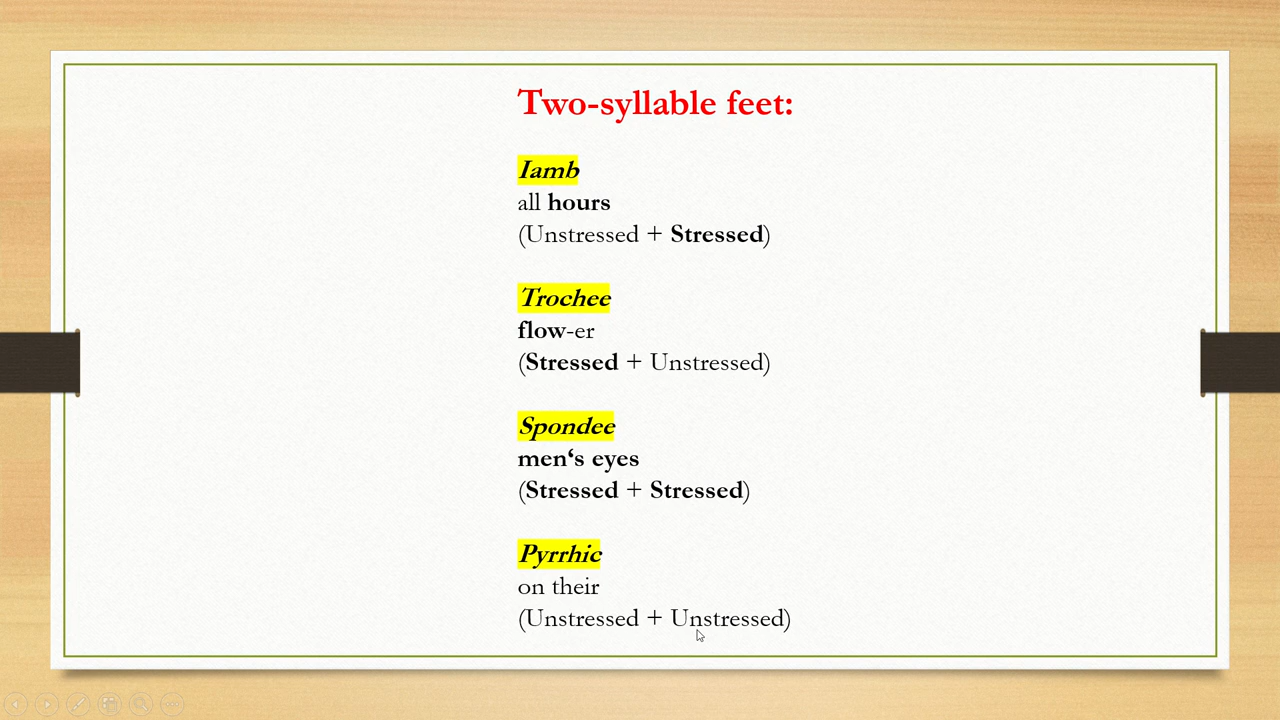 Two-syllable feet:
Iamb
all hours
(Unstressed + Stressed)
Trochee
flow-er
(Stressed + Unstressed)
Spondee
men‘s eyes
(Stressed + Stressed)
Pyrrhic
on their
(Unstressed + Unstressed)